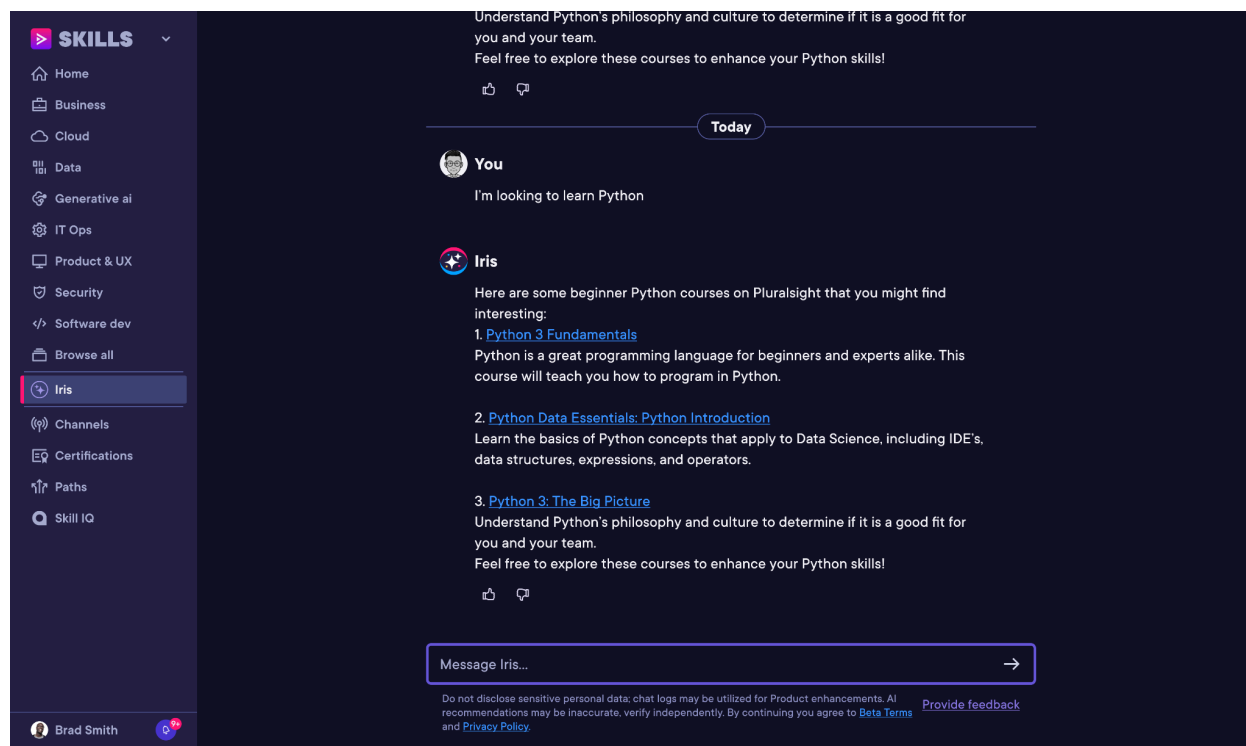 SKILLS
Home
Business
Cloud
Data
Generative ai
IT Ops
Product & UX
Security
Software dev
Browse all
Iris
Channels
Certifications
Paths
Skill IQ
Brad Smith
9+
Understand Python's philosophy and culture to determine if it is a good fit for
you and your team.
Feel free to explore these courses to enhance your Python skills!
Today
You
I'm looking to learn Python
Iris
Here are some beginner Python courses on Pluralsight that you might find
interesting:
1. Python 3 Fundamentals
Python is a great programming language for beginners and experts alike. This
course will teach you how to program in Python.
2. Python Data Essentials: Python Introduction
Learn the basics of Python concepts that apply to Data Science, including IDE's,
data structures, expressions, and operators.
3. Python 3: The Big Picture
Understand Python's philosophy and culture to determine if it is a good fit for
you and your team.
Feel free to explore these courses to enhance your Python skills!
Message Iris...
Do not disclose sensitive personal data; chat logs may be utilized for Product enhancements. AI
recommendations may be inaccurate, verify independently. By continuing you agree to Beta Terms
and Privacy Policy.
Provide feedback